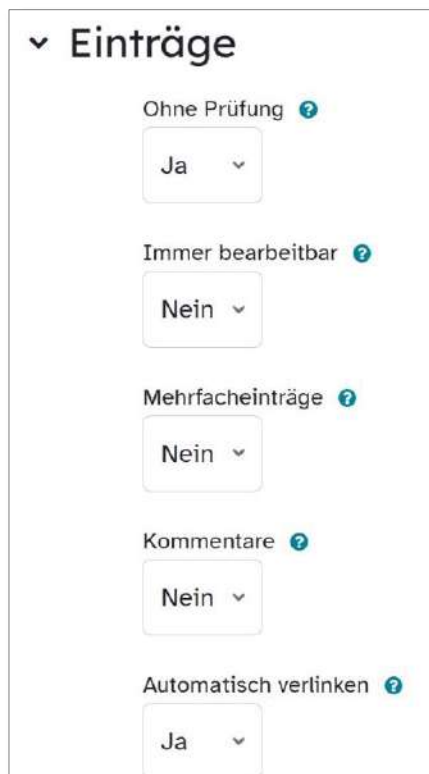 Einträge
Ohne Prüfung
Ja
Immer bearbeitbar
Nein
Mehrfacheinträge
Nein
Kommentare
Nein
Automatisch verlinken
Ja